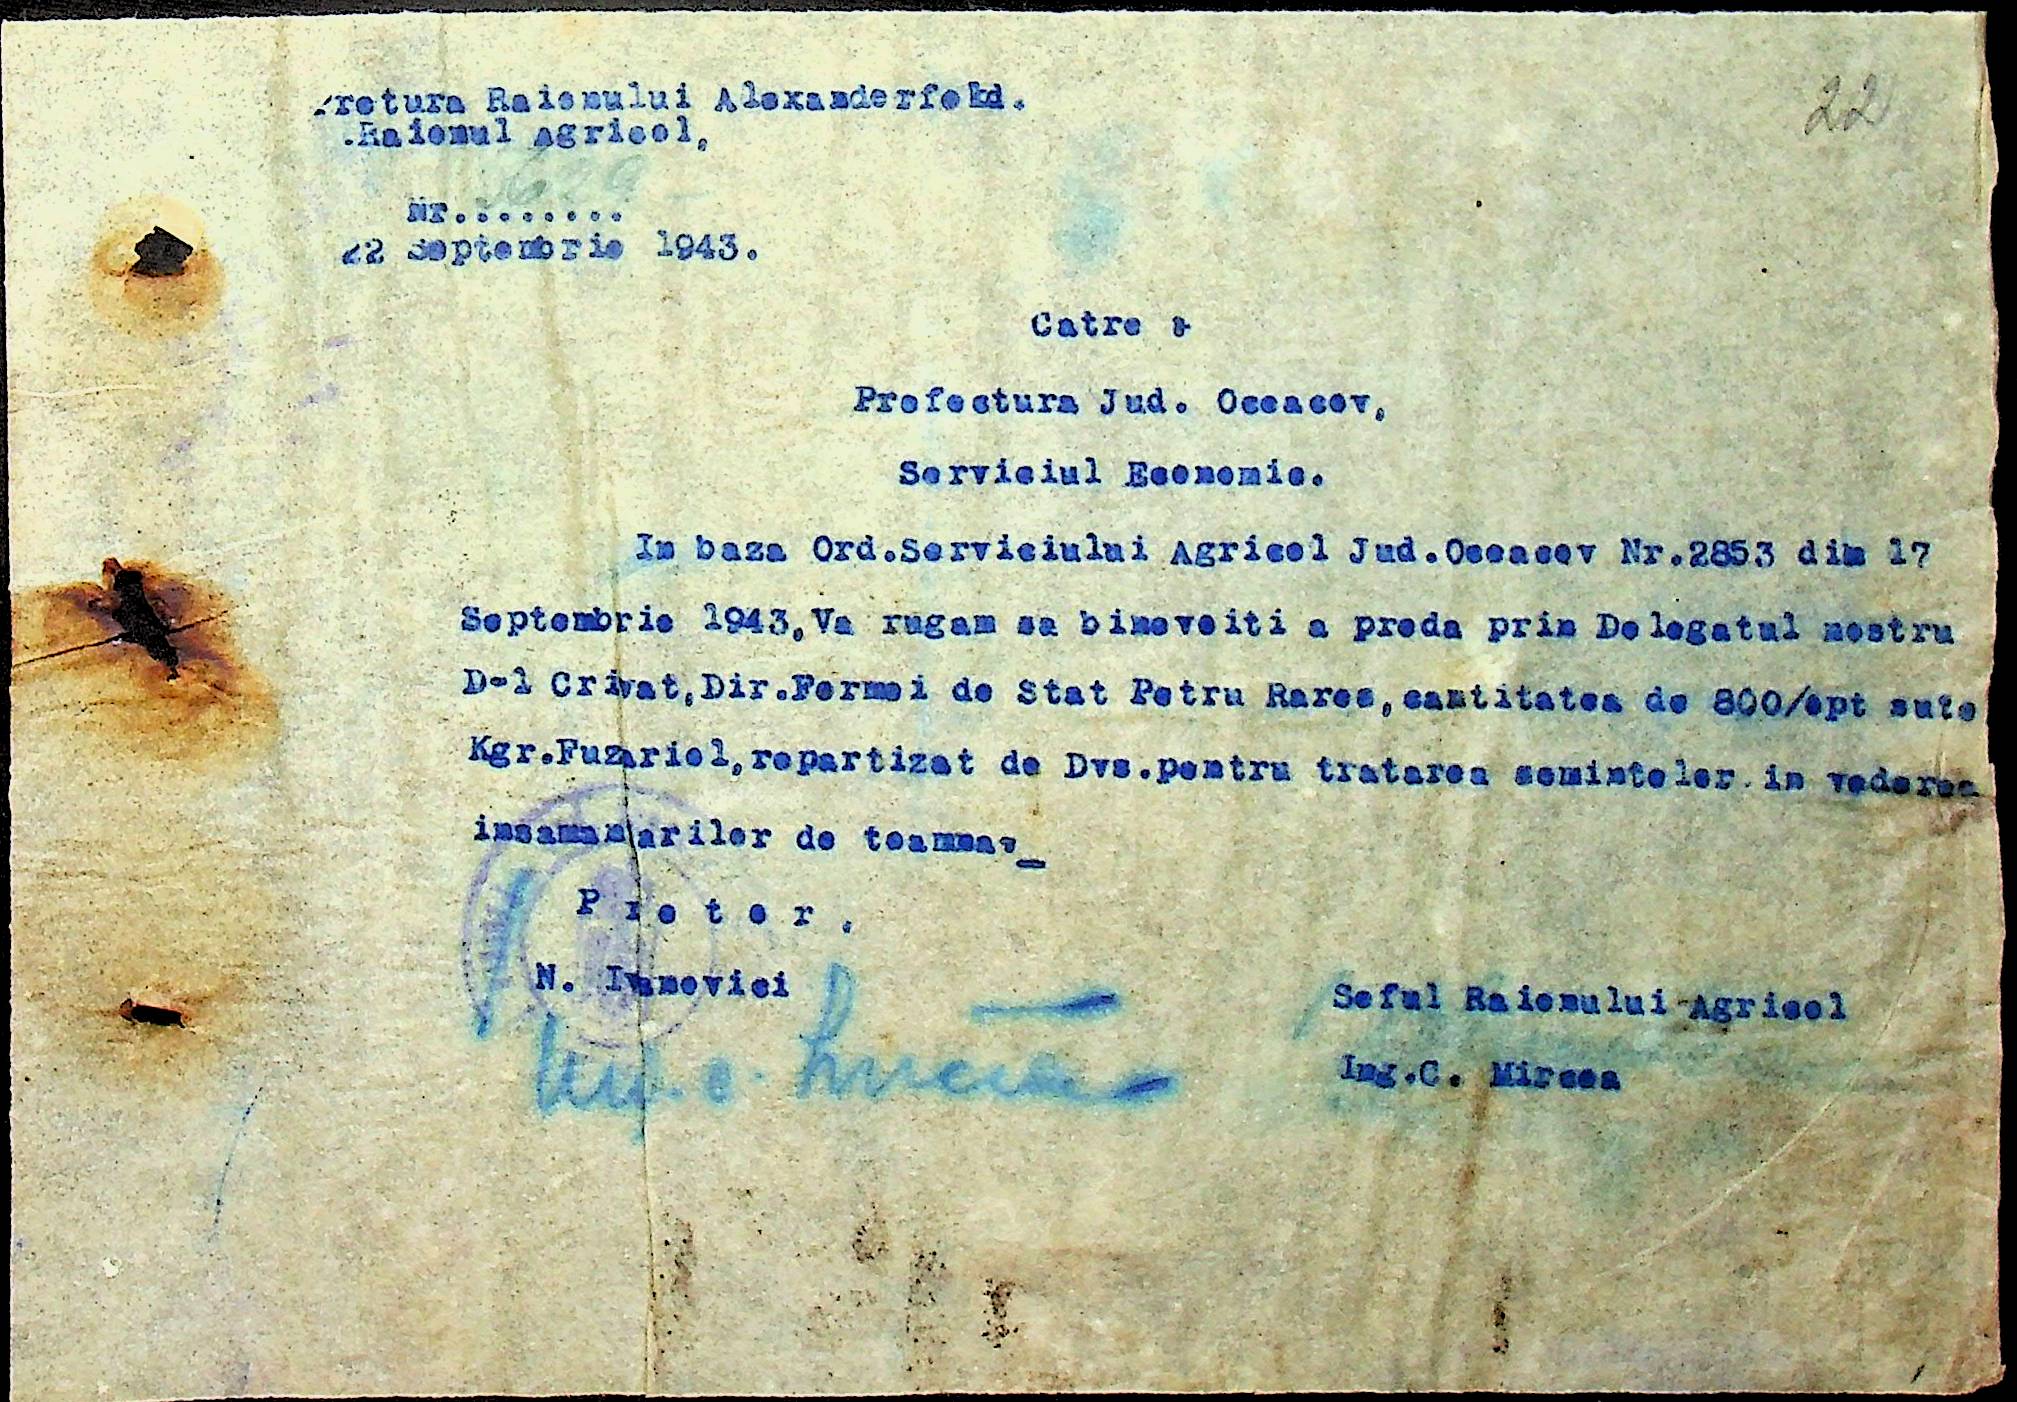 Pretura Raionului Alexanderfeld.
22
Raionul Agricol,
Nr........
22 Septembrie 1943.
Catre :
Prefectura Jud. Oceacov,
Serviciul Economic.
In baza Ord.Serviciului Agricol Jud.Oceacov Nr.2853 din 17
Septembrie 1943,Va rugam sa binevoiti a preda prin Delegatul nostru
D-l Crivat,Dir.Fermei de Stat Petru Rares,cantitatea de 800/opt sute
Kgr.Fuzariol,repartizat de Dvs.pentru tratarea semintelor in vederea
insamantarilor de toamna._
P r e t o r .
N. Ivanovici
Seful Raionului Agricol
Ing.C. Mircea